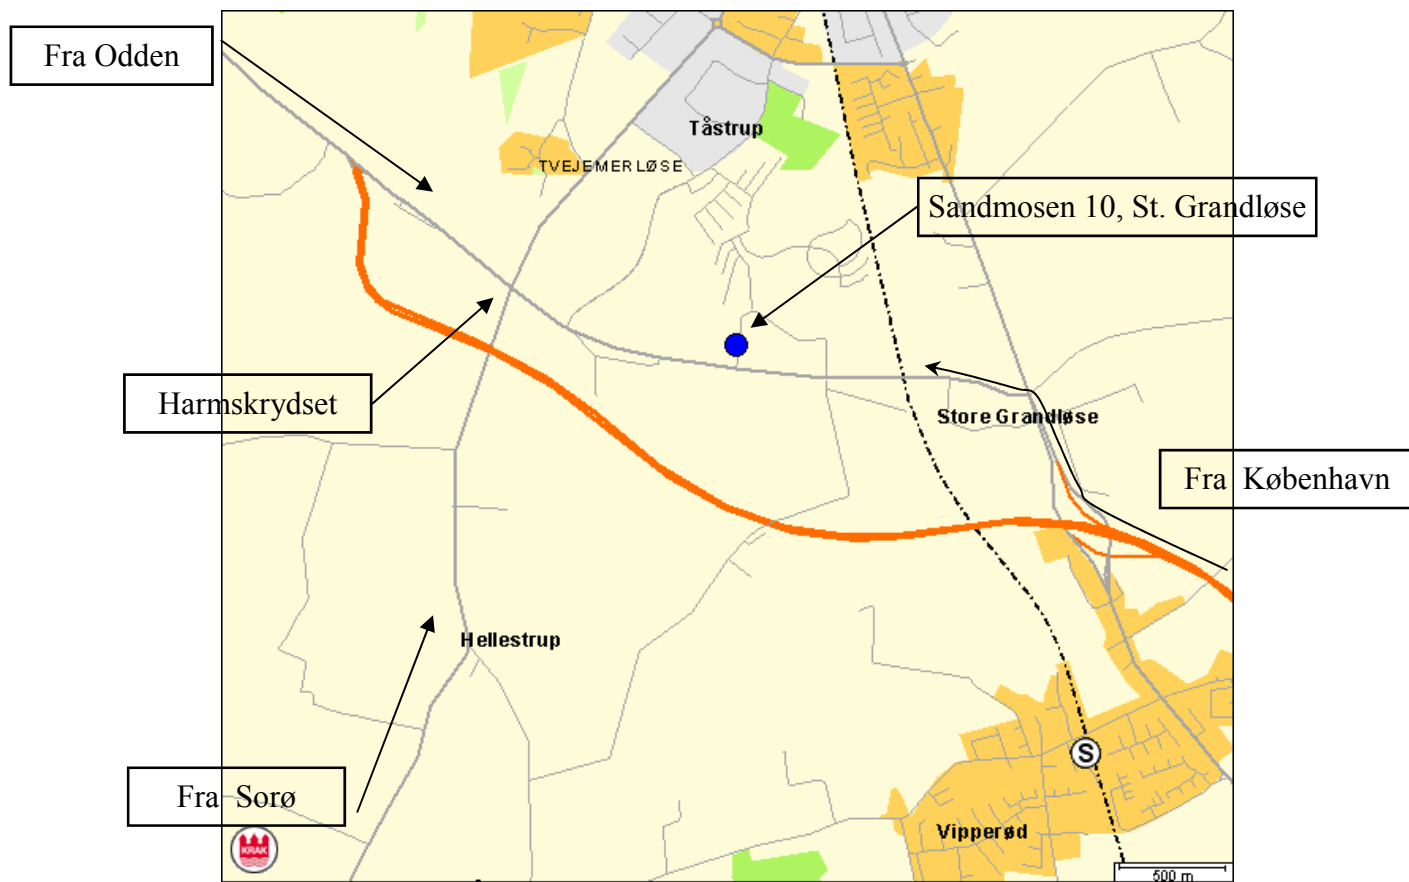 Fra Odden
Tåstrup
TVEJEMERLØSE
Sandmosen 10, St. Grandløse
Harmskrydset
Store Grandløse
Fra København
Hellestrup
Fra Sorø
S
Vipperød
KRAK
500 m